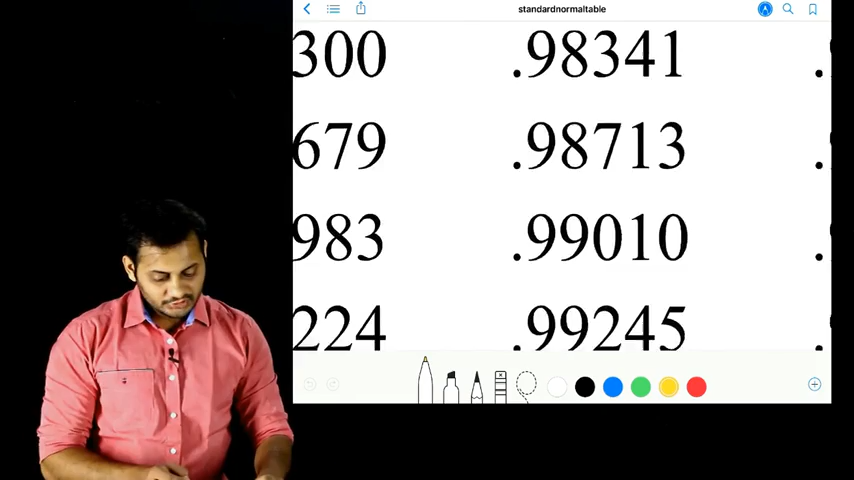 standardnormaltable
300 .98341 .
679 .98713 .
983 .99010 .
224 .99245 .